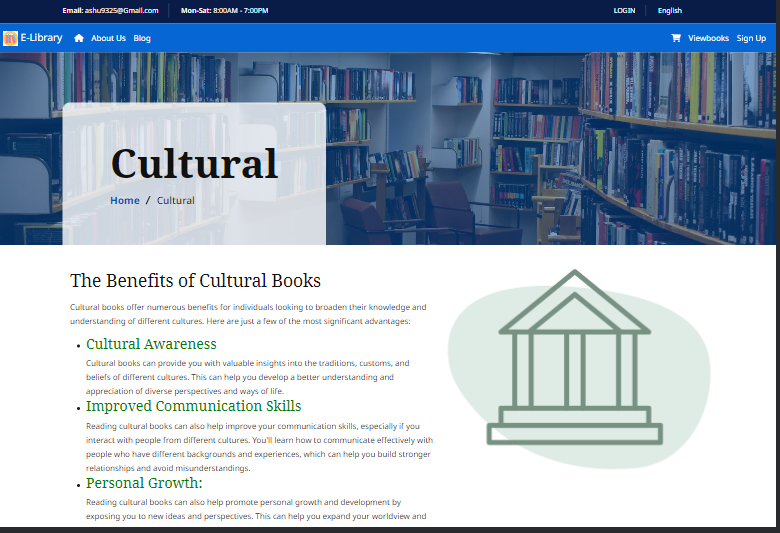 Email: ashu9325@Gmail.com Mon-Sat: 8:00AM - 7:00PM LOGIN English
E-Library About Us Blog Viewbooks Sign Up
Cultural
Home / Cultural
The Benefits of Cultural Books
Cultural books offer numerous benefits for individuals looking to broaden their knowledge and
understanding of different cultures. Here are just a few of the most significant advantages:
• Cultural Awareness
Cultural books can provide you with valuable insights into the traditions, customs, and
beliefs of different cultures. This can help you develop a better understanding and
appreciation of diverse perspectives and ways of life.
• Improved Communication Skills
Reading cultural books can also help improve your communication skills, especially if you
interact with people from different cultures. You'll learn how to communicate effectively with
people who have different backgrounds and experiences, which can help you build stronger
relationships and avoid misunderstandings.
• Personal Growth:
Reading cultural books can also help promote personal growth and development by
exposing you to new ideas and perspectives. This can help you expand your worldview and